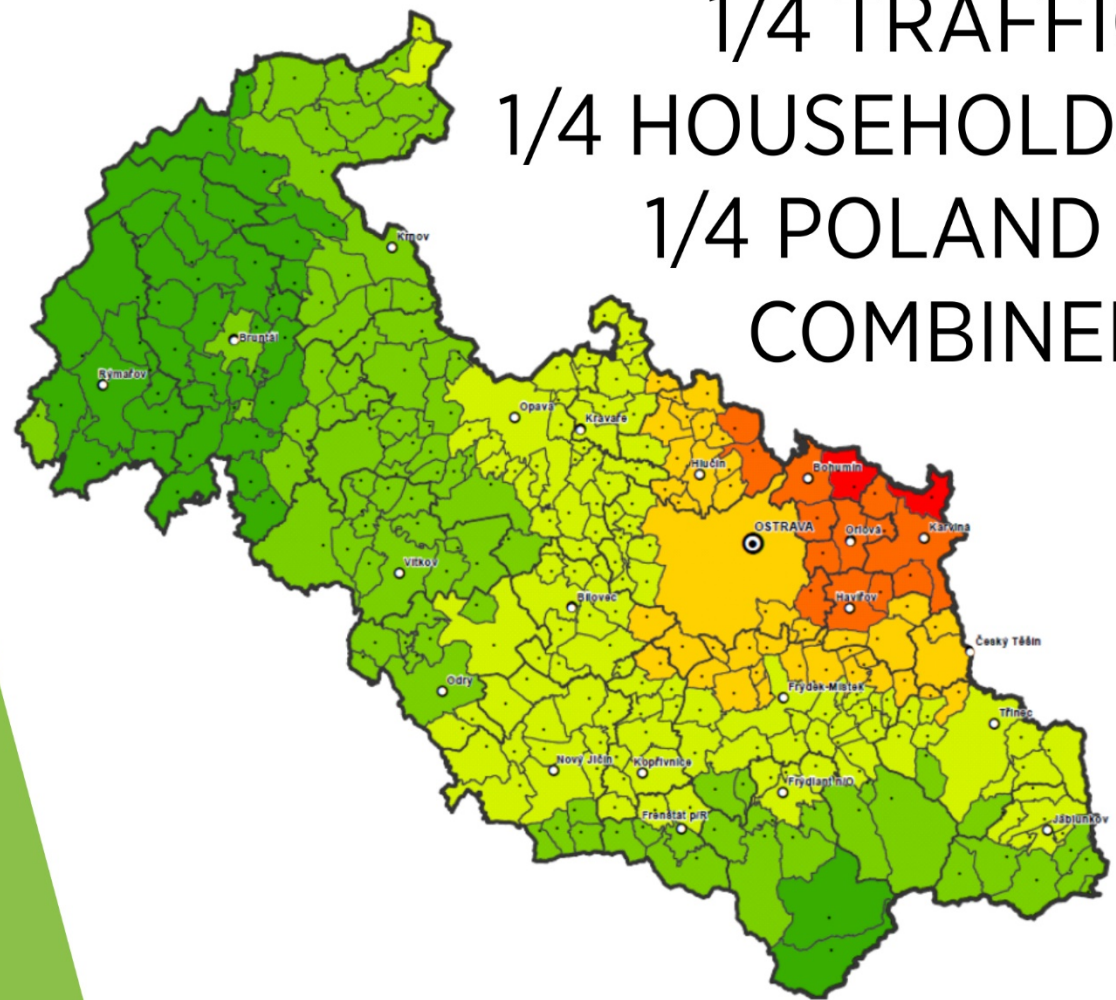 1/4 TRAFFIC
1/4 HOUSEHOLD
1/4 POLAND
COMBINE
Krnov
Bruntál
Rýmařov
Opava
Kravaře
Hlučín
Bohumín
OSTRAVA
Orlová
Karviná
Vítkov
Havířov
Bílovec
Český Těšín
Odry
Frýdek-Místek
Třinec
Nový Jičín
Kopřivnice
Frýdlant n/O
Frenštát p/R
Jablunkov